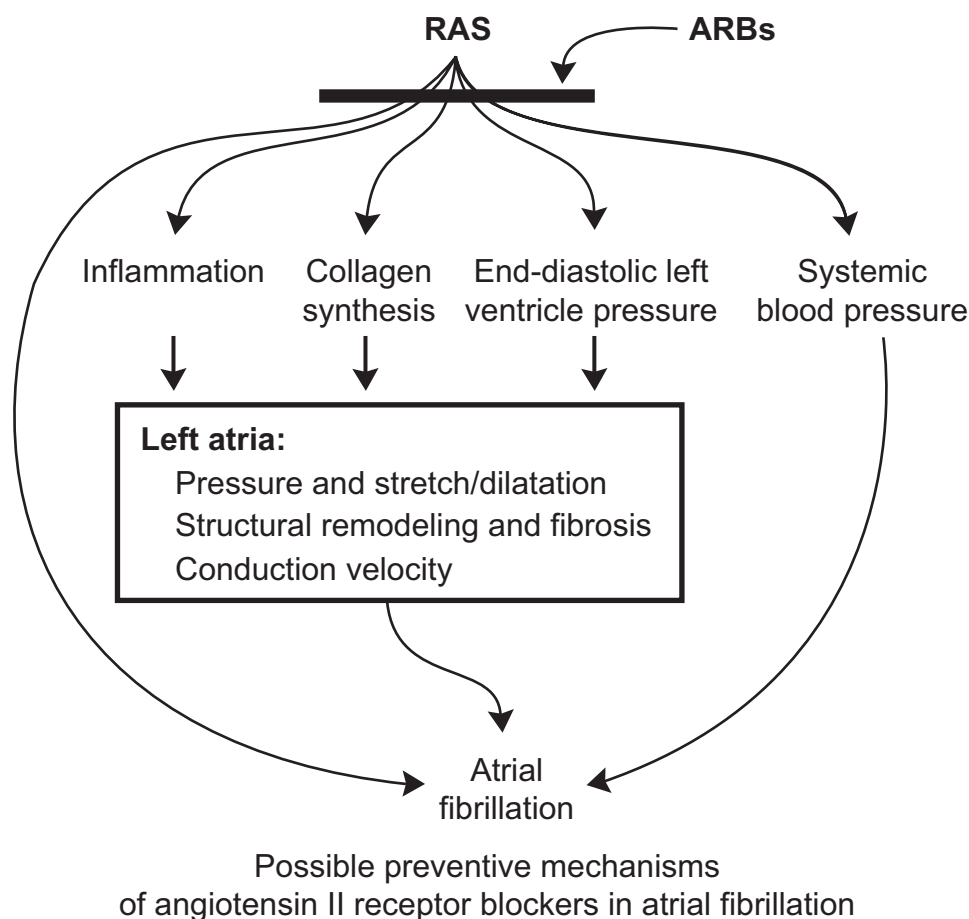 RAS
ARBs
Inflammation
Collagen
synthesis
End-diastolic left
ventricle pressure
Systemic
blood pressure
Left atria:
Pressure and stretch/dilatation
Structural remodeling and fibrosis
Conduction velocity
Atrial
fibrillation
Possible preventive mechanisms
of angiotensin II receptor blockers in atrial fibrillation